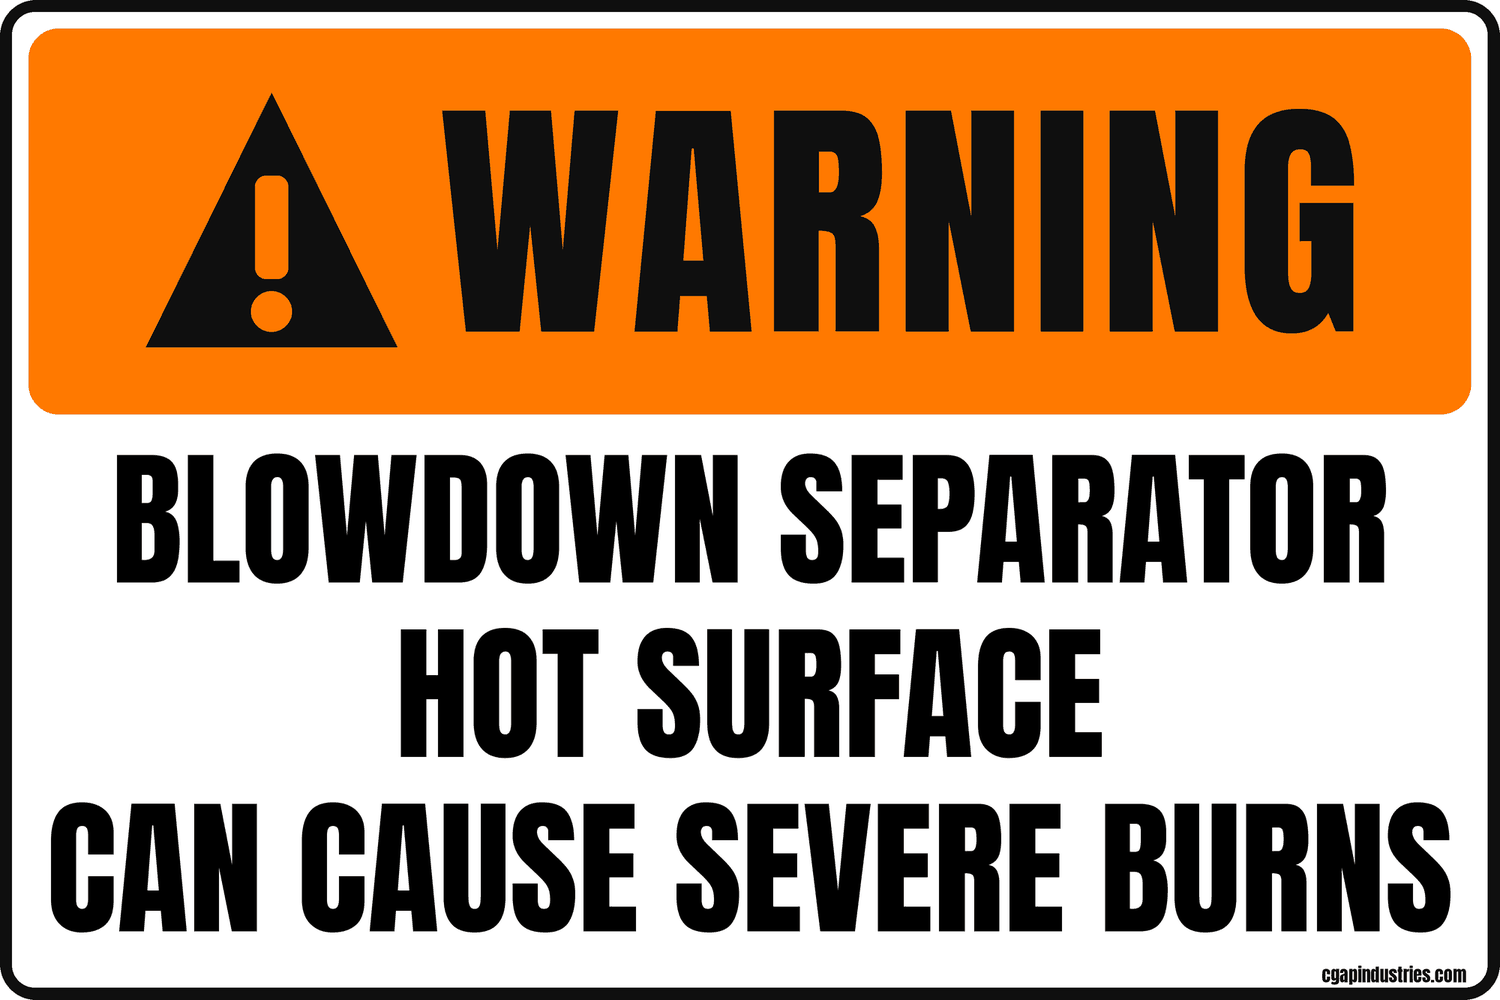 WARNING
BLOWDOWN SEPARATOR
HOT SURFACE
CAN CAUSE SEVERE BURNS
cgapindustries.com